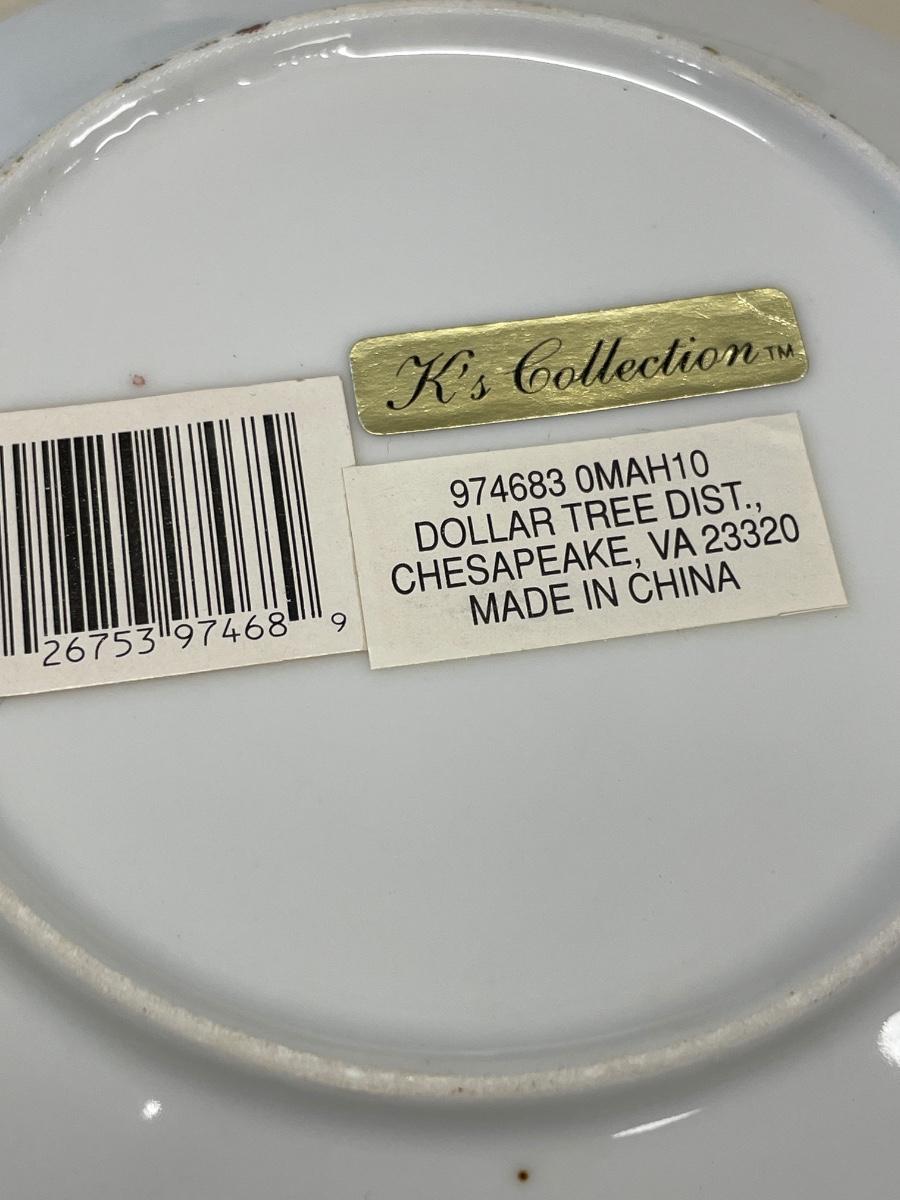 K's Collection™
974683 0MAH10
DOLLAR TREE DIST.,
CHESAPEAKE, VA 23320
MADE IN CHINA
26753 97468 9